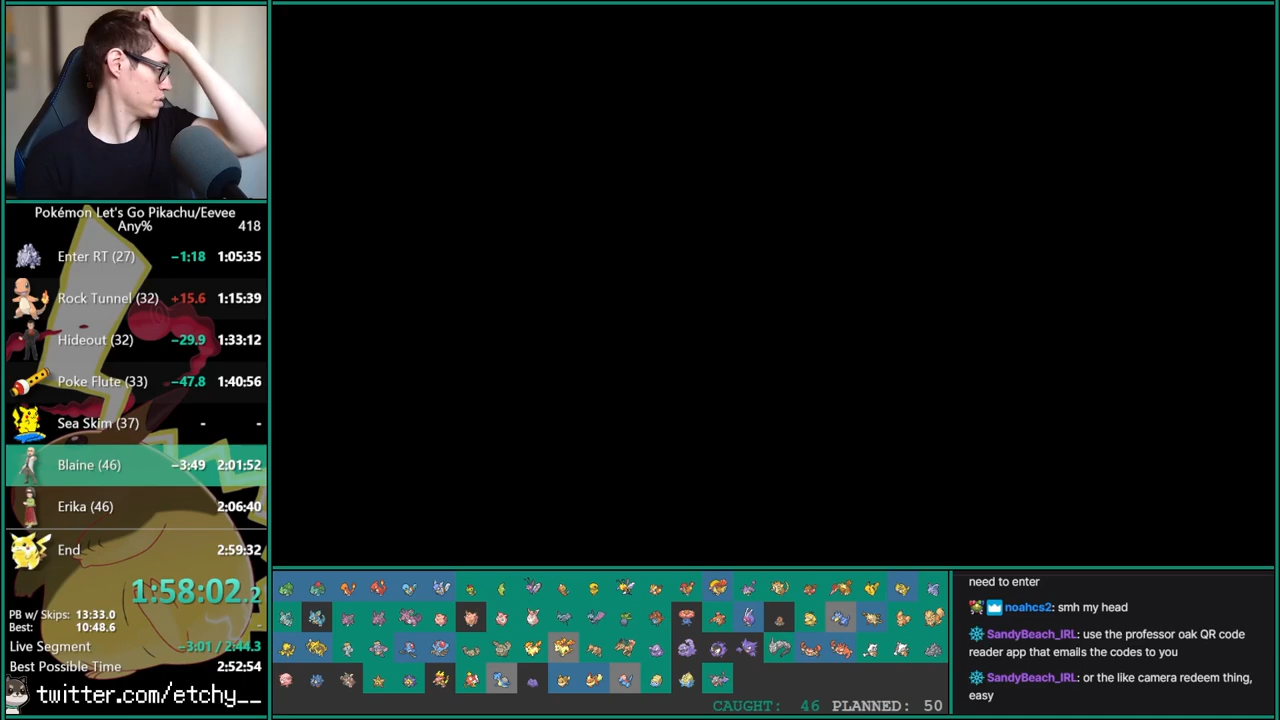 Pokémon Let's Go Pikachu/Eevee
Any% 418
Enter RT (27) −1:18 1:05:35
Rock Tunnel (32) +15.6 1:15:39
Hideout (32) −29.9 1:33:12
Poke Flute (33) −47.8 1:40:56
Sea Skim (37) - -
Blaine (46) −3:49 2:01:52
Erika (46) 2:06:40
End 2:59:32
1:58:02.2
PB w/ Skips: 13:33.0
Best: 10:48.6 -
Live Segment −3:01 / 2:44.3
Best Possible Time 2:52:54
twitter.com/etchy__
CAUGHT: 46 PLANNED: 50
need to enter
noahcs2: smh my head
SandyBeach_IRL: use the professor oak QR code
reader app that emails the codes to you
SandyBeach_IRL: or the like camera redeem thing,
easy